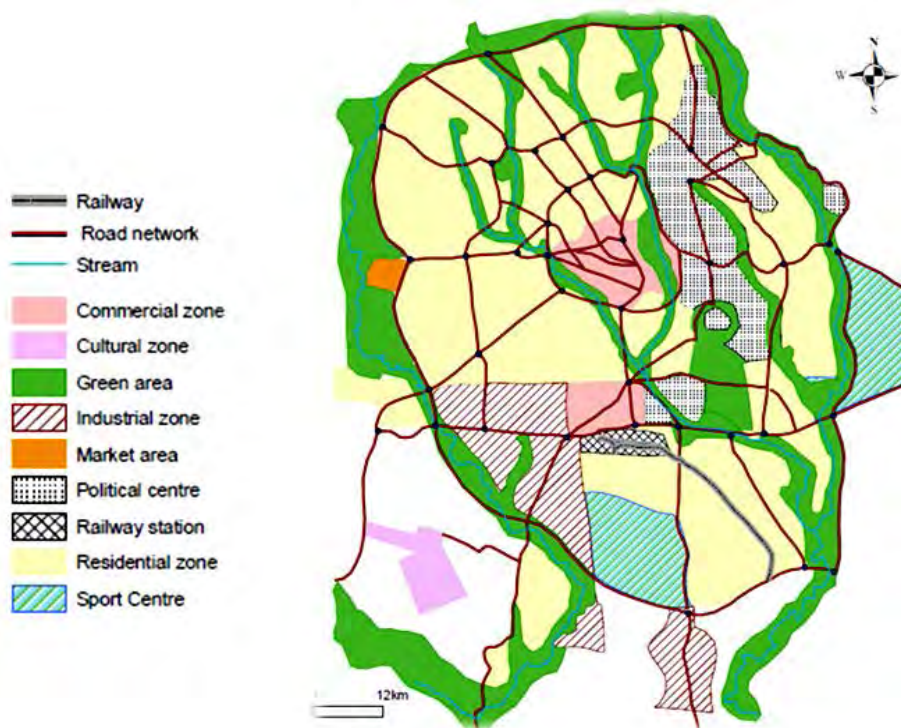 N
W
S
Railway
Road network
Stream
Commercial zone
Cultural zone
Green area
Industrial zone
Market area
Political centre
Railway station
Residential zone
Sport Centre
12km